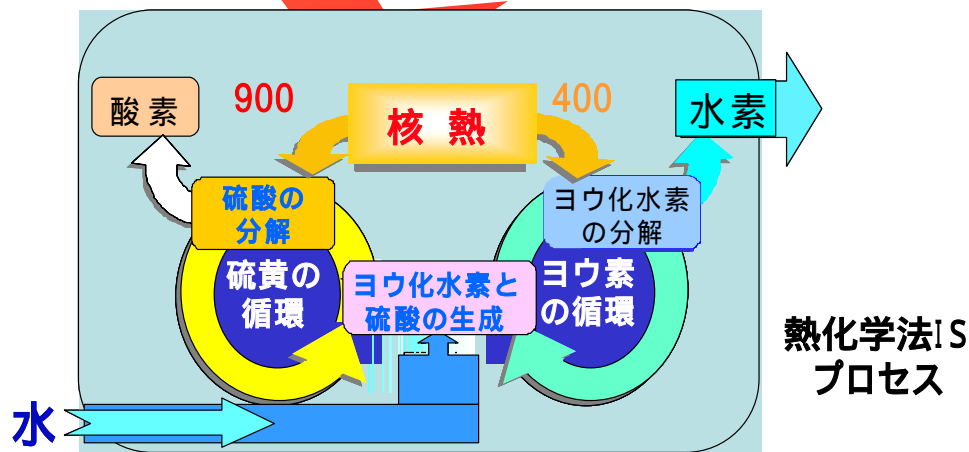 酸素
900
核熱
400
水素
硫酸の
分解
ヨウ化水素
の分解
硫黄の
循環
ヨウ化水素と
硫酸の生成
ヨウ素
の循環
熱化学法IS
プロセス
水